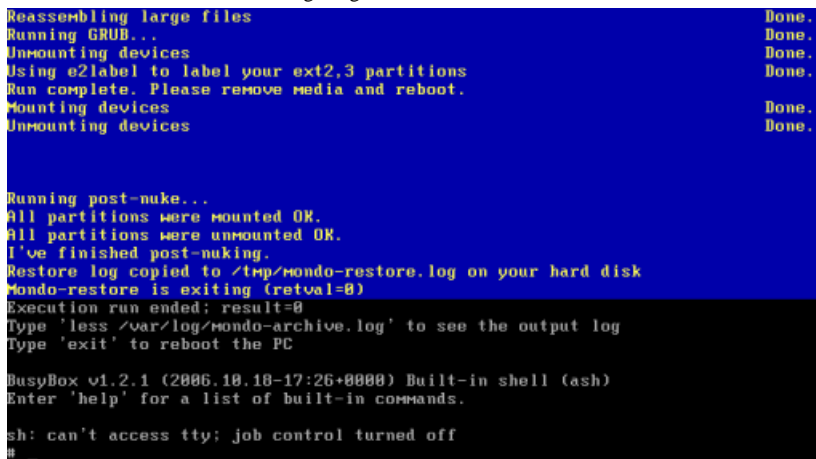 Reassembling large files Done.
Running GRUB... Done.
Unmounting devices Done.
Using e2label to label your ext2,3 partitions Done.
Run complete. Please remove media and reboot.
Mounting devices Done.
Unmounting devices Done.
Running post-nuke...
All partitions were mounted OK.
All partitions were unmounted OK.
I've finished post-nuking.
Restore log copied to /tmp/mondo-restore.log on your hard disk
Mondo-restore is exiting (retval=0)
Execution run ended; result=0
Type 'less /var/log/mondo-archive.log' to see the output log
Type 'exit' to reboot the PC
BusyBox v1.2.1 (2006.10.18-17:26+0000) Built-in shell (ash)
Enter 'help' for a list of built-in commands.
sh: can't access tty; job control turned off
#